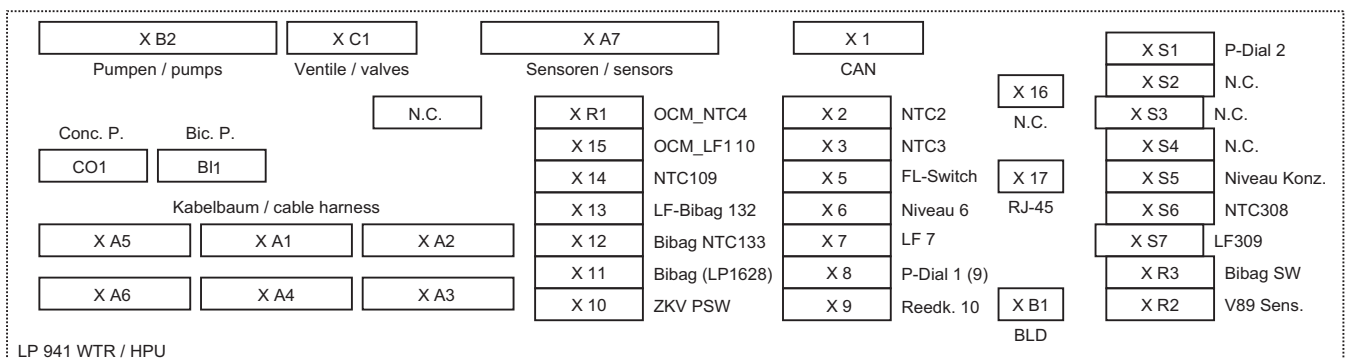 X B2
Pumpen / pumps
X C1
Ventile / valves
X A7
Sensoren / sensors
X 1
CAN
N.C.
Conc. P.
CO1
Bic. P.
BI1
Kabelbaum / cable harness
X A5
X A1
X A2
X A6
X A4
X A3
X R1 OCM_NTC4
X 15 OCM_LF110
X 14 NTC109
X 13 LF-Bibag 132
X 12 Bibag NTC133
X 11 Bibag (LP1628)
X 10 ZKV PSW
X 2 NTC2
X 3 NTC3
X 5 FL-Switch
X 6 Niveau 6
X 7 LF 7
X 8 P-Dial 1 (9)
X 9 Reedk. 10
X 16
N.C.
X 17
RJ-45
X B1
BLD
X S1 P-Dial 2
X S2 N.C.
X S3 N.C.
X S4 N.C.
X S5 Niveau Konz.
X S6 NTC308
X S7 LF309
X R3 Bibag SW
X R2 V89 Sens.
LP 941 WTR / HPU